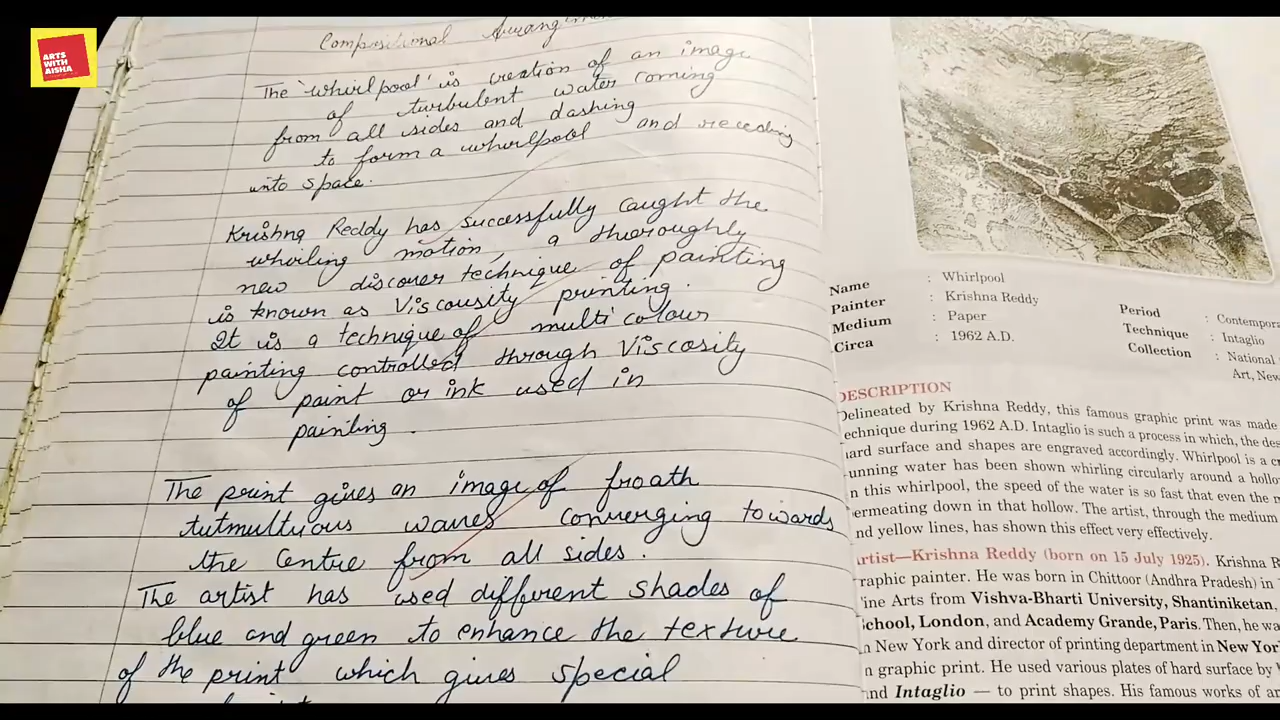 ARTS
WITH
AISHA
Compositional
The 'whirlpool' is creation of an image
of turbulent water coming
from all sides and dashing
to form a whirlpool and receding
into space.
Krishna Reddy has successfully caught the
whirling motion, a thoroughly
new discover technique of painting
is known as Viscousity printing.
It is a technique of multi colour
painting controlled through Viscosity
of paint or ink used in
painting.
The print gives an image of froath
tutmultuous waves converging towards
the centre from all sides.
The artist has used different shades of
blue and green to enhance the texture
of the print which gives special
Name : Whirlpool
Painter : Krishna Reddy
Medium : Paper
Circa : 1962 A.D.
Period : Contempor
Technique : Intaglio
Collection : National
Art, New
DESCRIPTION
Delineated by Krishna Reddy, this famous graphic print was made
echnique during 1962 A.D. Intaglio is such a process in which, the des
ard surface and shapes are engraved accordingly. Whirlpool is a cr
unning water has been shown whirling circularly around a hollo
n this whirlpool, the speed of the water is so fast that even the m
ermeating down in that hollow. The artist, through the medium
nd yellow lines, has shown this effect very effectively.
rtist—Krishna Reddy (born on 15 July 1925). Krishna R
raphic painter. He was born in Chittoor (Andhra Pradesh) in
ine Arts from Vishva-Bharti University, Shantiniketan,
chool, London, and Academy Grande, Paris. Then, he wa
n New York and director of printing department in New Yor
n graphic print. He used various plates of hard surface by
nd Intaglio — to print shapes. His famous works of ar